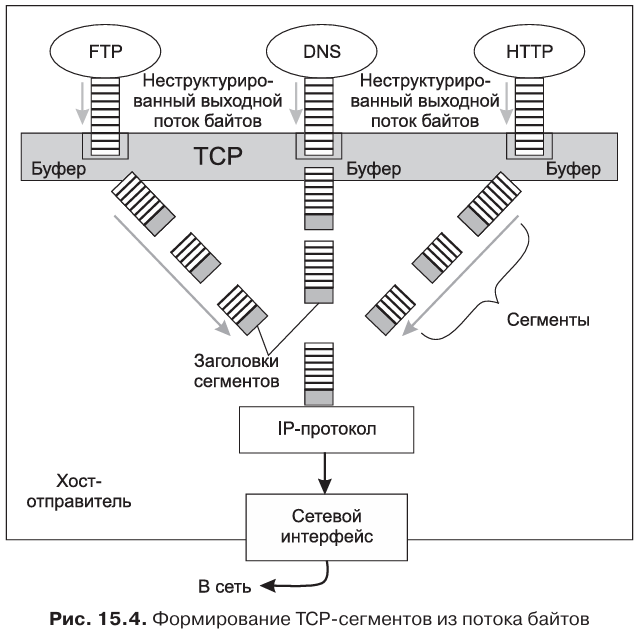 FTP
DNS
HTTP
Неструктуриро-
ванный выходной
поток байтов
Неструктуриро-
ванный выходной
поток байтов
Буфер
TCP
Буфер
Буфер
Сегменты
Заголовки
сегментов
IP-протокол
Хост-
отправитель
Сетевой
интерфейс
В сеть
Рис. 15.4. Формирование TCP-сегментов из потока байтов